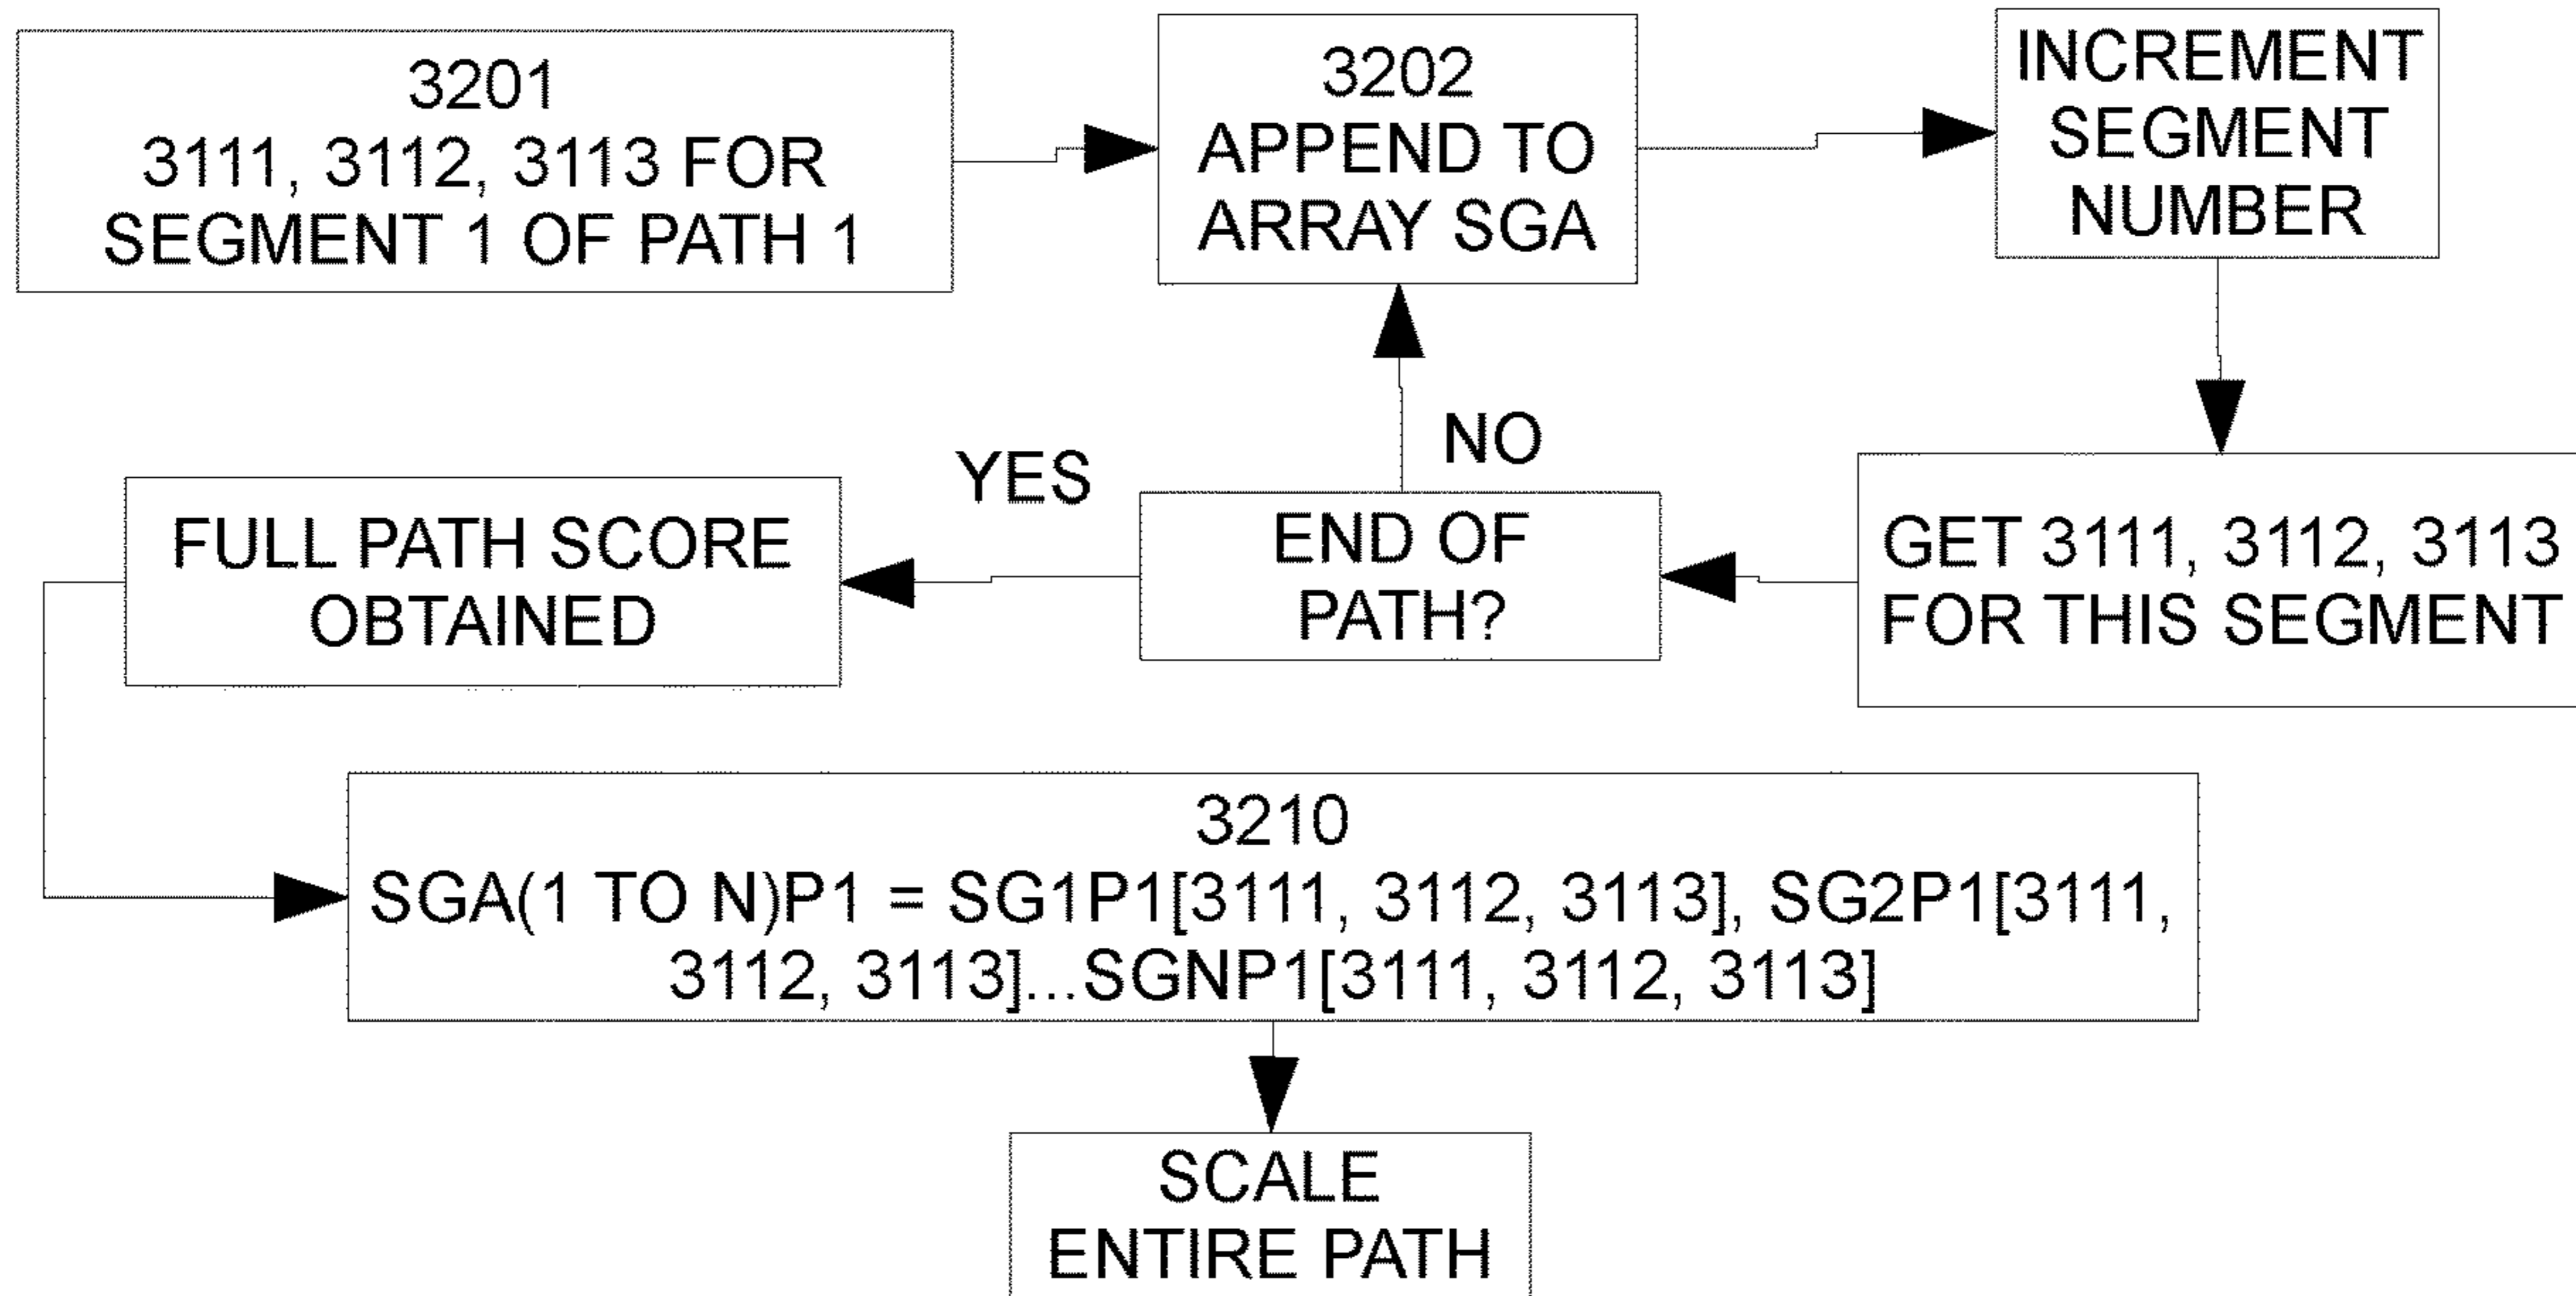 3201
3111, 3112, 3113 FOR
SEGMENT 1 OF PATH 1
3202
APPEND TO
ARRAY SGA
INCREMENT
SEGMENT
NUMBER
NO
YES
FULL PATH SCORE
OBTAINED
END OF
PATH?
GET 3111, 3112, 3113
FOR THIS SEGMENT
3210
SGA(1 TO N)P1 = SG1P1[3111, 3112, 3113], SG2P1[3111,
3112, 3113]...SGNP1[3111, 3112, 3113]
SCALE
ENTIRE PATH